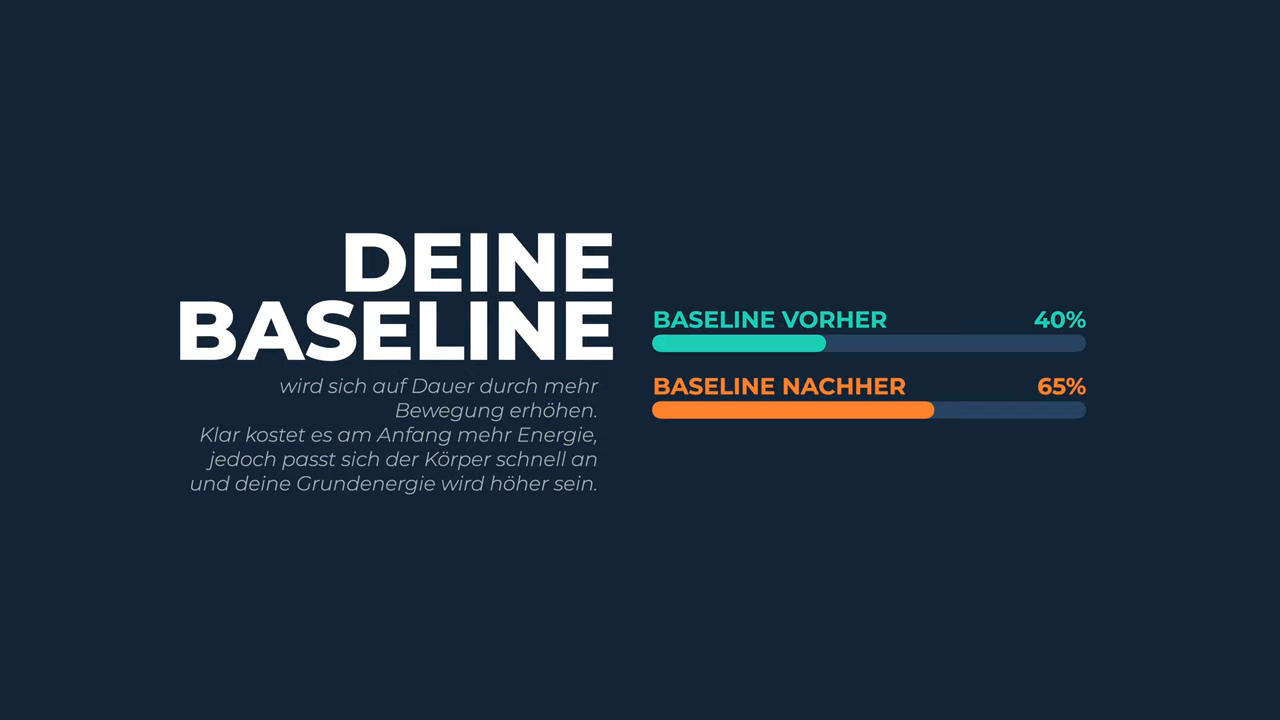 DEINE
BASELINE
wird sich auf Dauer durch mehr
Bewegung erhöhen.
Klar kostet es am Anfang mehr Energie,
jedoch passt sich der Körper schnell an
und deine Grundenergie wird höher sein.
BASELINE VORHER 40%
BASELINE NACHHER 65%